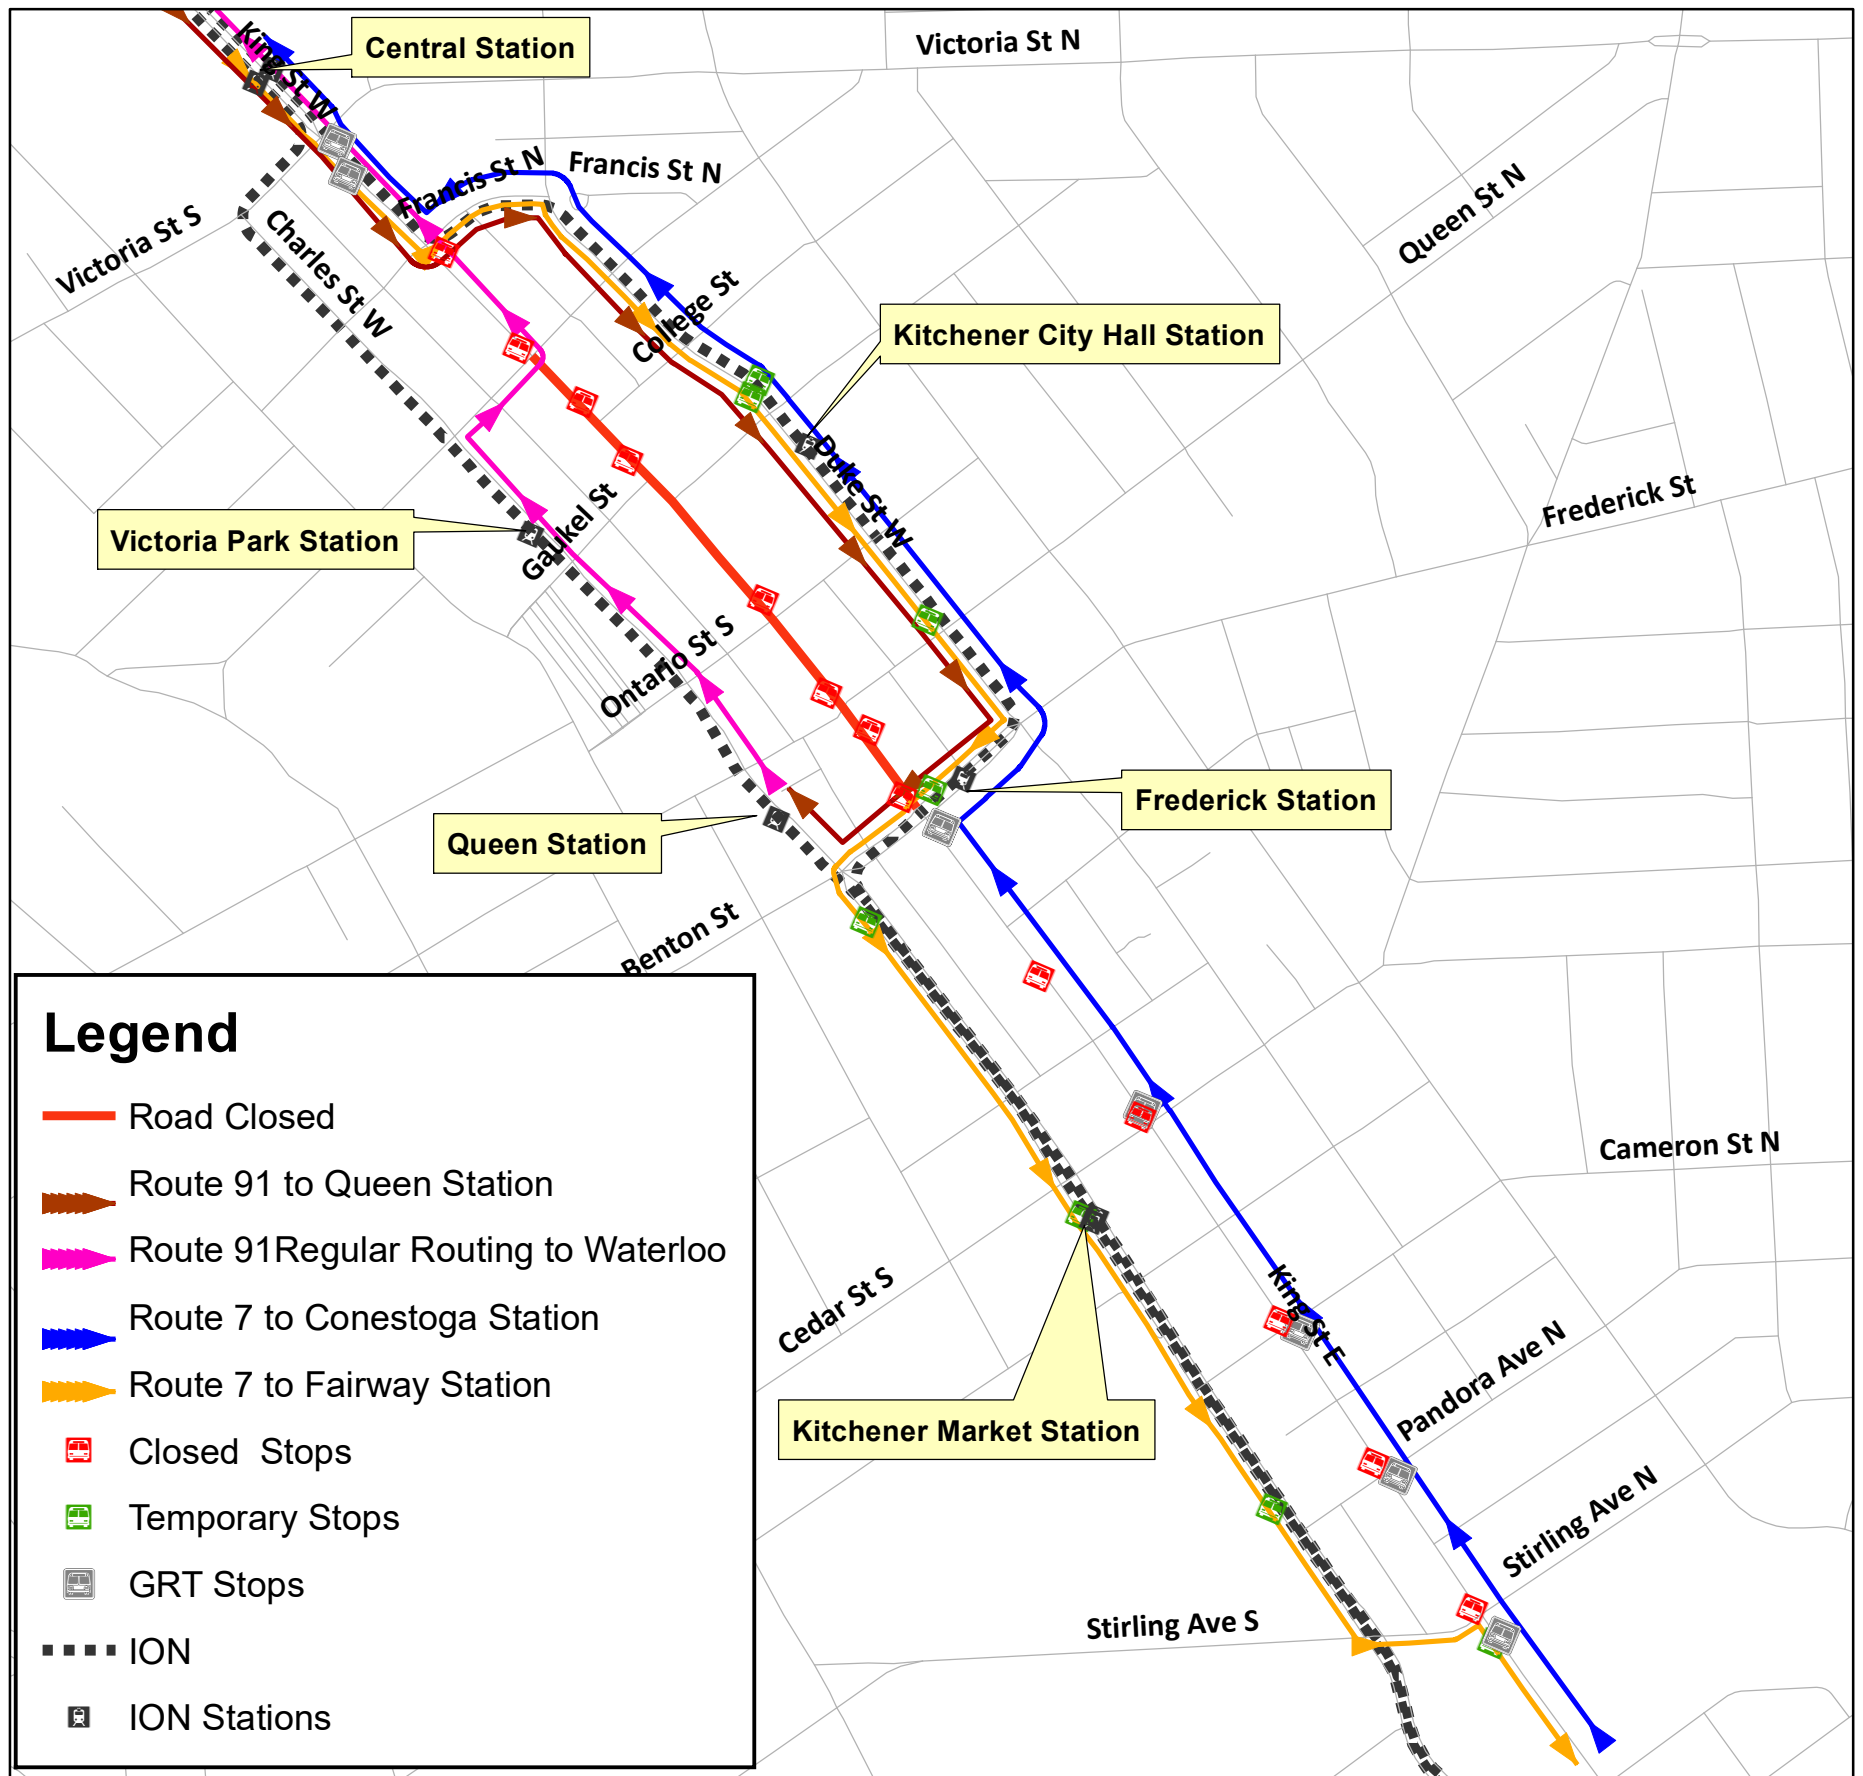 Central Station
Victoria St N
King St W
Francis St N
Francis St N
Queen St N
Victoria St S
Charles St W
College St
Kitchener City Hall Station
Duke St W
Frederick St
Victoria Park Station
Gaukel St
Ontario St S
Frederick Station
Queen Station
Benton St
Cameron St N
Cedar St S
King St E
Pandora Ave N
Kitchener Market Station
Stirling Ave N
Stirling Ave S
Legend
Road Closed
Route 91 to Queen Station
Route 91Regular Routing to Waterloo
Route 7 to Conestoga Station
Route 7 to Fairway Station
Closed  Stops
Temporary Stops
GRT Stops
ION
ION Stations